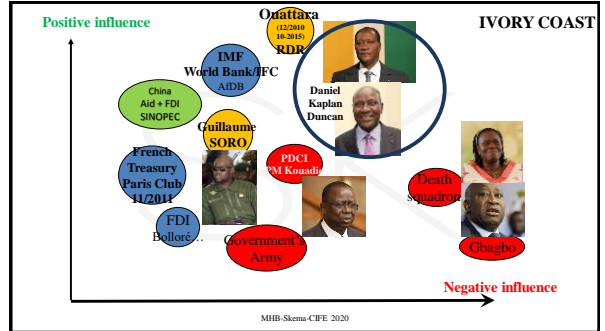 Positive influence
IVORY COAST
Ouattara
(12/2010
10-2015)
RDR
IMF
World Bank/IFC
AfDB
Daniel
Kaplan
Duncan
China
Aid + FDI
SINOPEC
Guillaume
SORO
French
Treasury
Paris Club
11/2011
PDCI
PM Kouadio
Death
squadron
FDI
Bolloré…
Government's
Army
Gbagbo
Negative influence
MHB-Skema-CIFE 2020